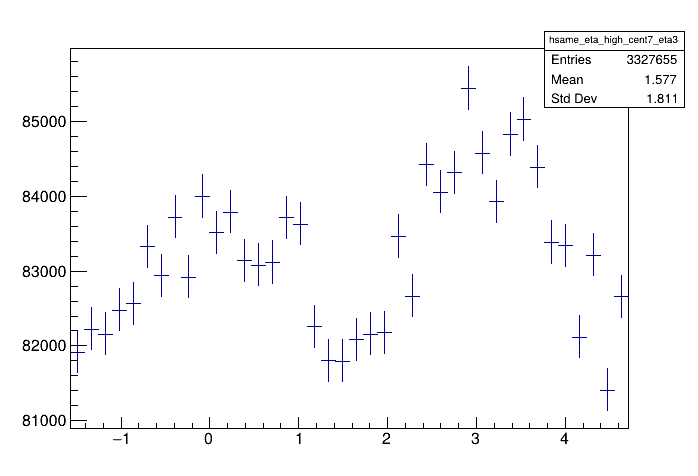 hsame_eta_high_cent7_eta3
Entries 3327655
Mean 1.577
Std Dev 1.811
85000
84000
83000
82000
81000
−1 0 1 2 3 4